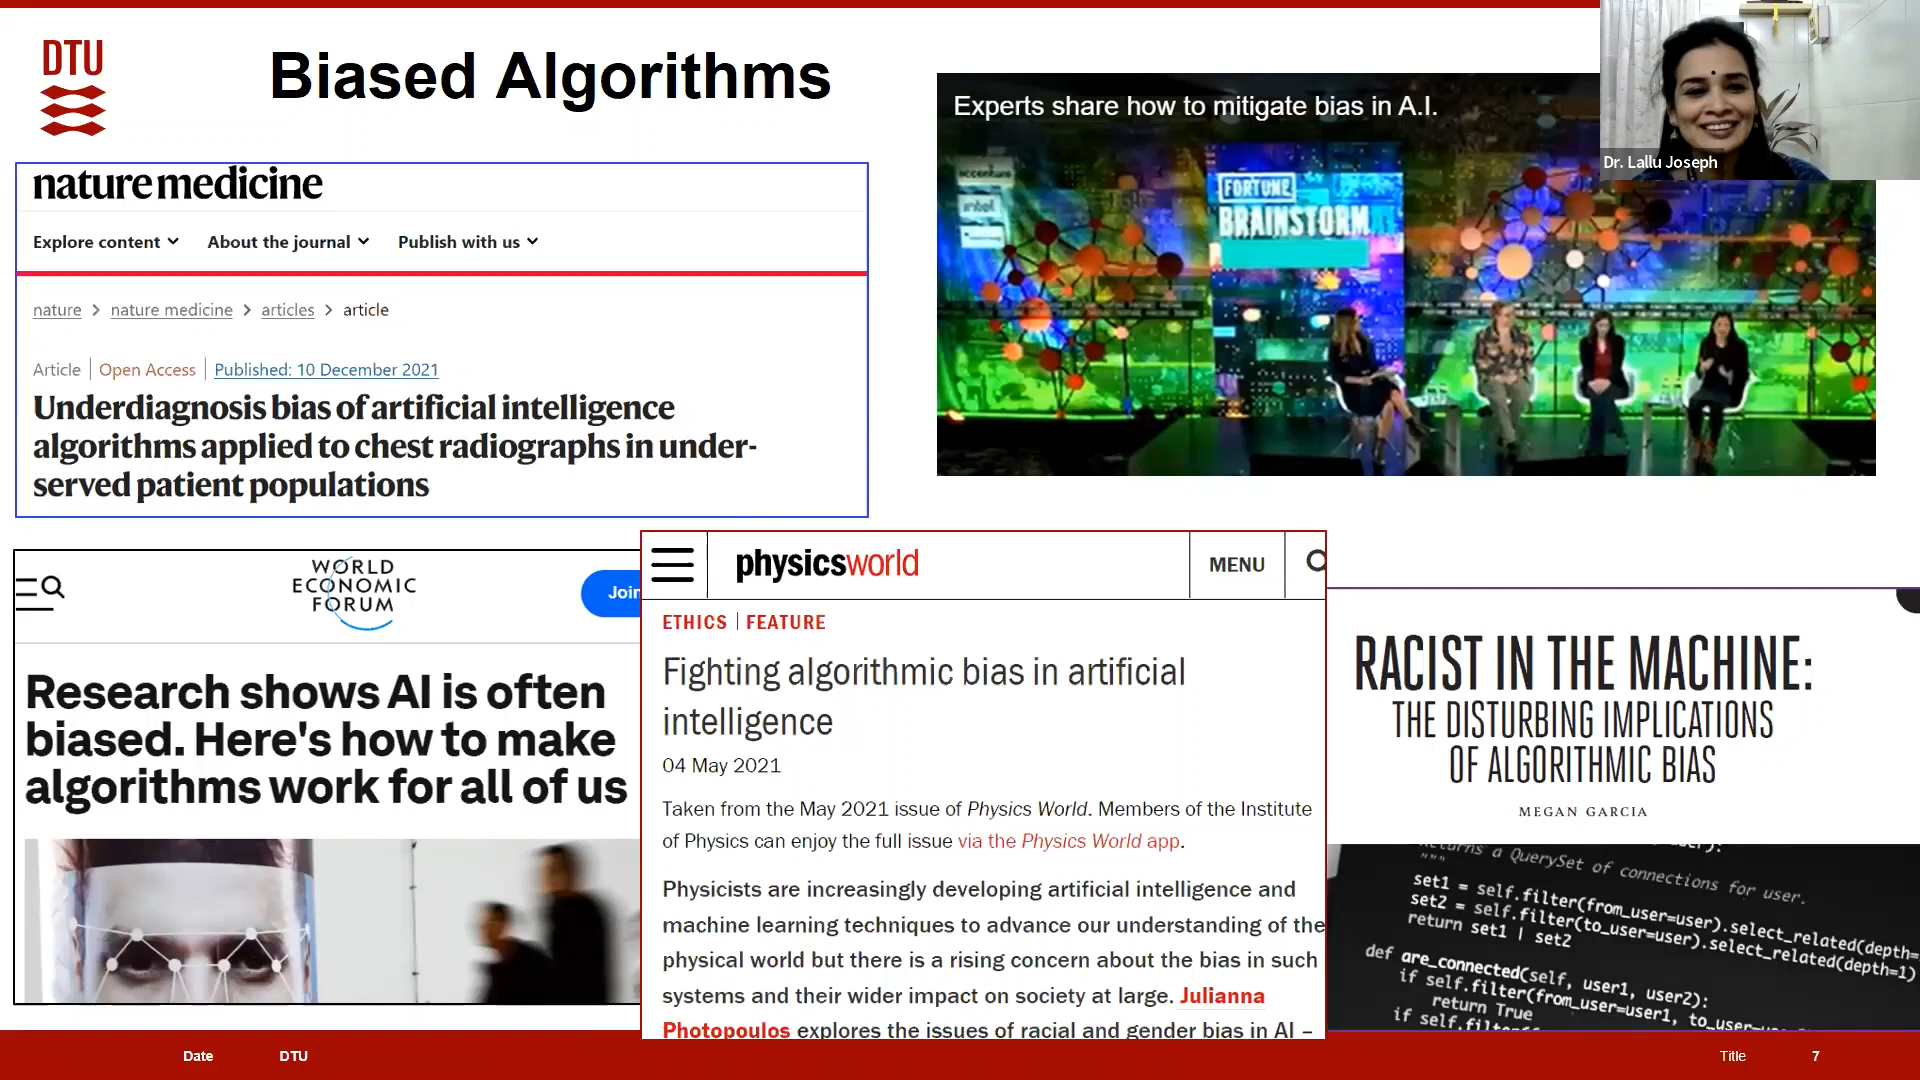 DTU
Biased Algorithms
nature medicine
Explore content
About the journal
Publish with us
nature > nature medicine > articles > article
Article | Open Access | Published: 10 December 2021
Underdiagnosis bias of artificial intelligence
algorithms applied to chest radiographs in under-
served patient populations
Experts share how to mitigate bias in A.I.
accenture
intel
FORTUNE
BRAINSTORM
Dr. Lallu Joseph
WORLD
ECONOMIC
FORUM
Join
Research shows AI is often
biased. Here's how to make
algorithms work for all of us
physicsworld
MENU
ETHICS | FEATURE
Fighting algorithmic bias in artificial
intelligence
04 May 2021
Taken from the May 2021 issue of Physics World. Members of the Institute
of Physics can enjoy the full issue via the Physics World app.
Physicists are increasingly developing artificial intelligence and
machine learning techniques to advance our understanding of the
physical world but there is a rising concern about the bias in such
systems and their wider impact on society at large. Julianna
Photopoulos explores the issues of racial and gender bias in AI –
RACIST IN THE MACHINE:
THE DISTURBING IMPLICATIONS
OF ALGORITHMIC BIAS
MEGAN GARCIA
Returns a QuerySet of connections for user.
"""
set1 = self.filter(from_user=user).select_related(depth=
set2 = self.filter(to_user=user).select_related(depth=1)
return set1 | set2
def are_connected(self, user1, user2):
if self.filter(from_user=user1, to_user=
return True
if self.filter
Date
DTU
Title
7